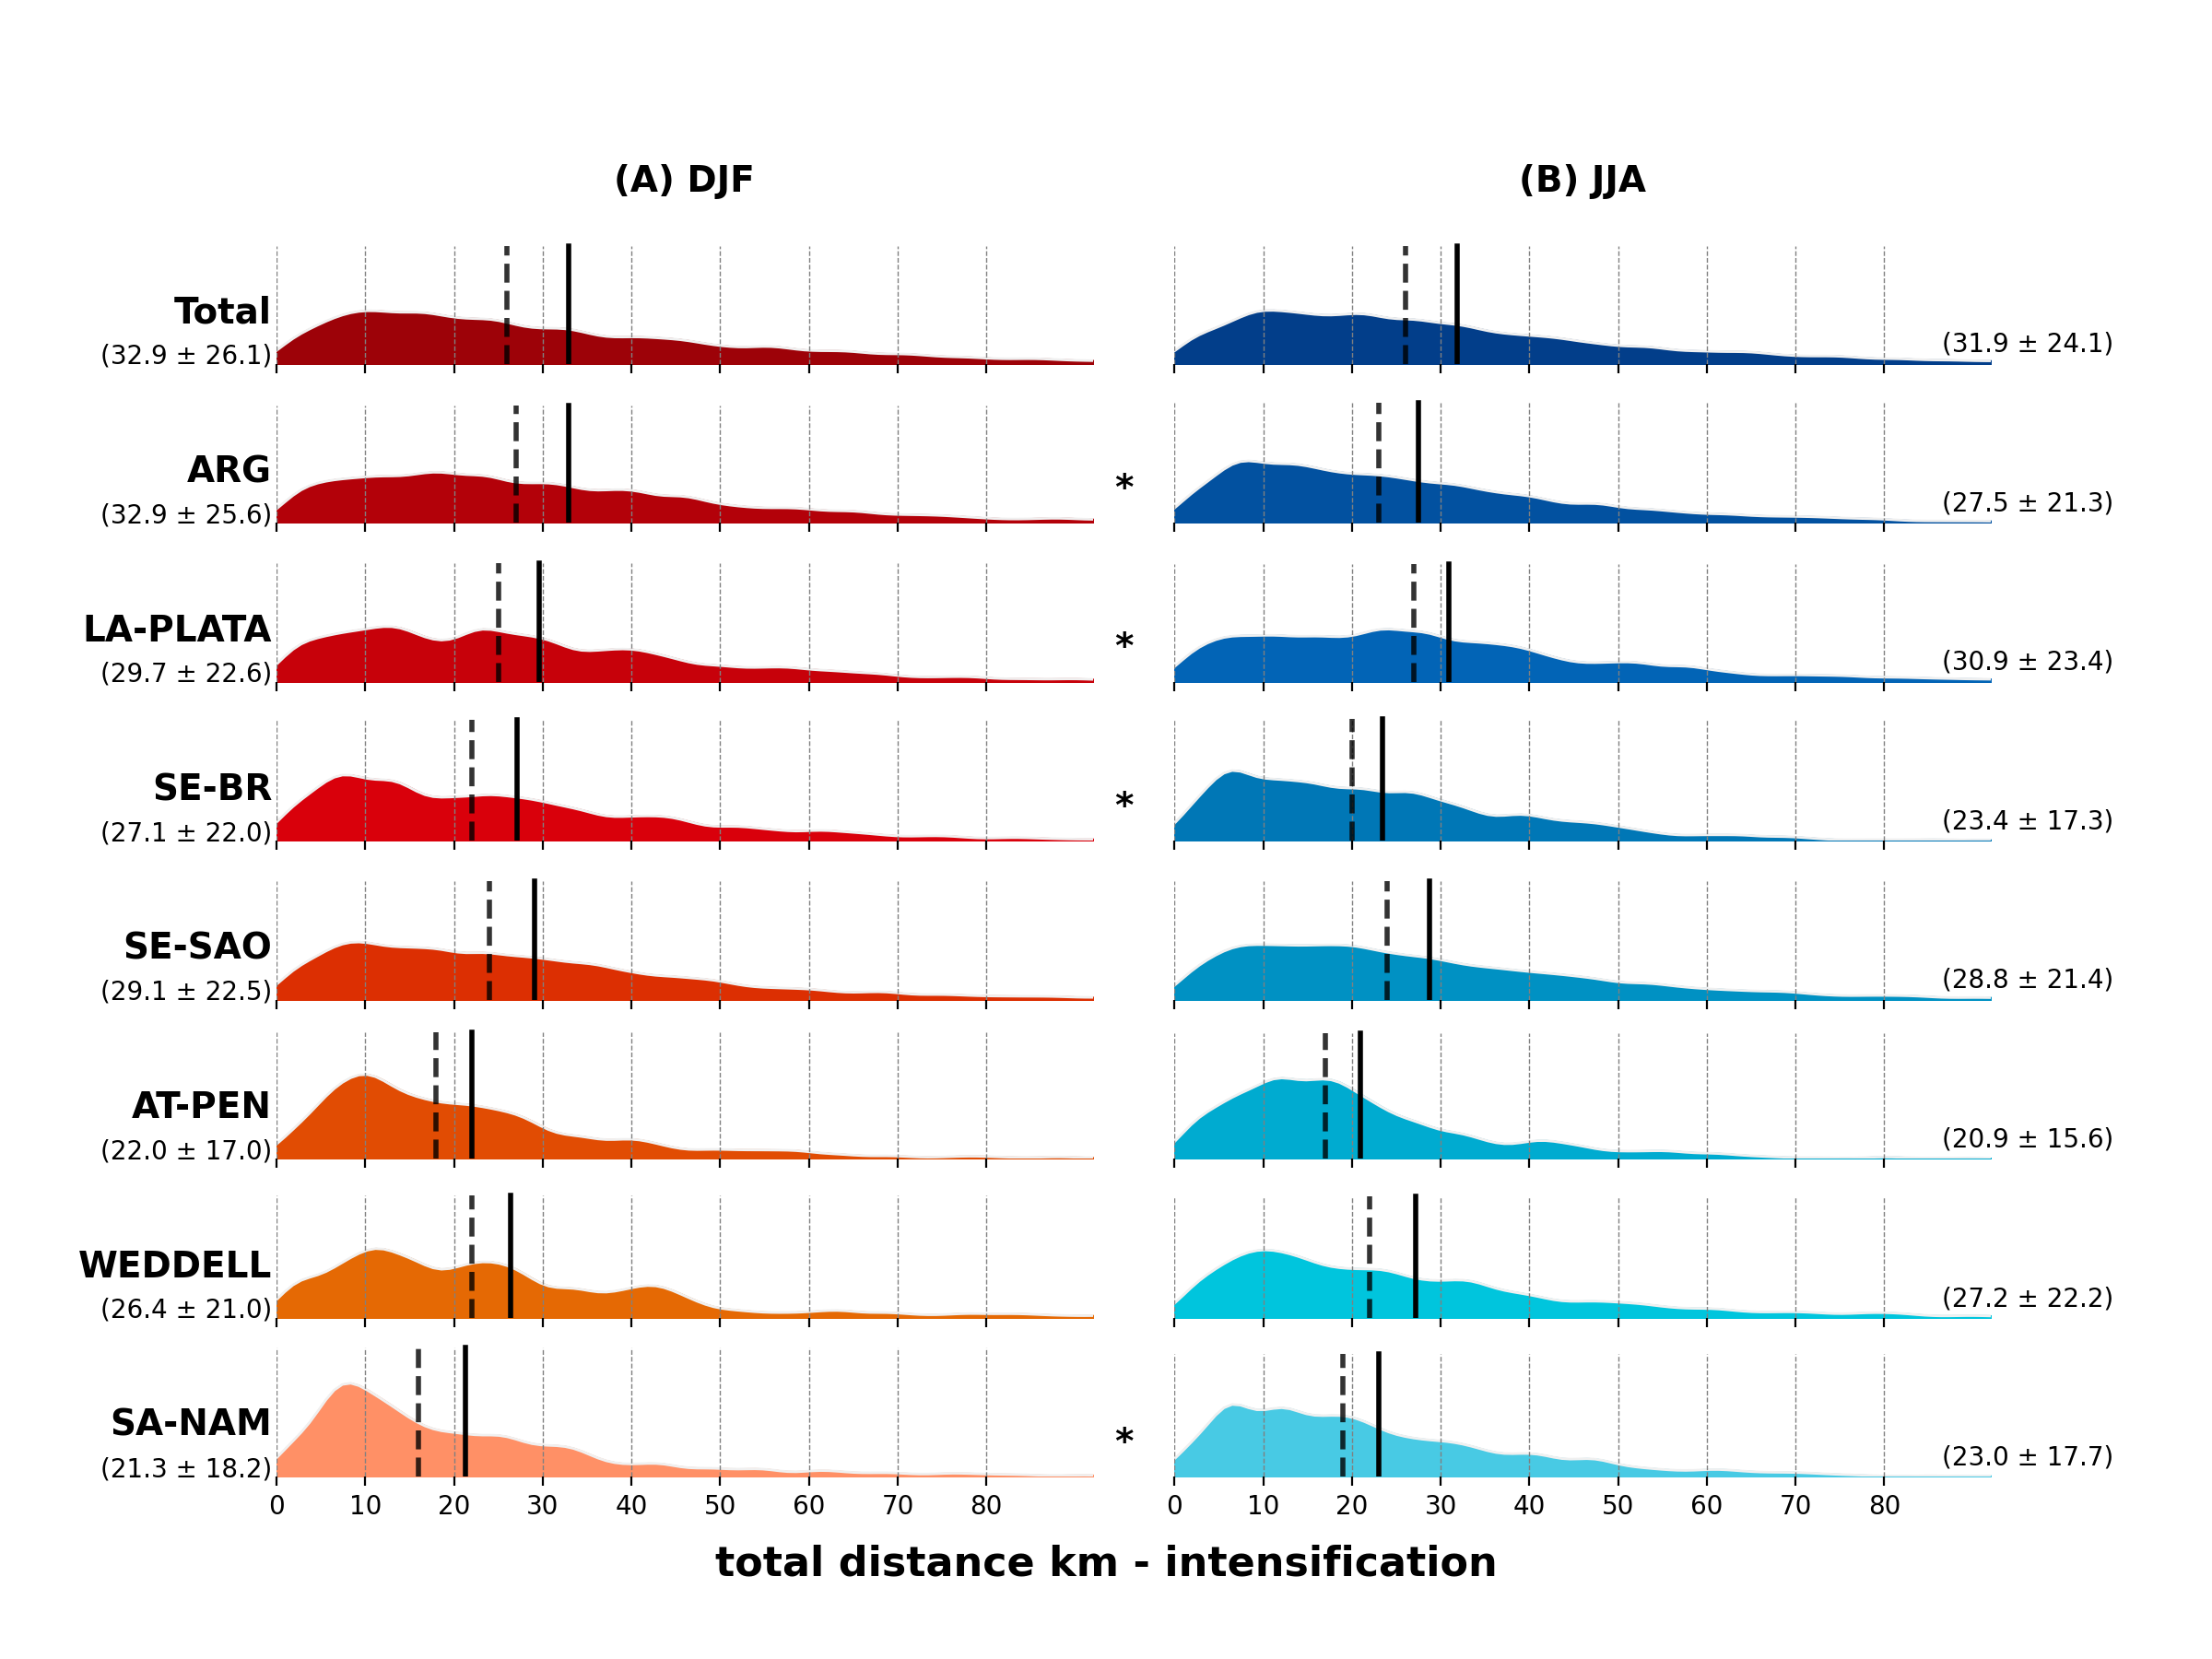 (A) DJF
(B) JJA
Total
(32.9 ± 26.1)
(31.9 ± 24.1)
ARG
(32.9 ± 25.6)
*
(27.5 ± 21.3)
LA-PLATA
(29.7 ± 22.6)
*
(30.9 ± 23.4)
SE-BR
(27.1 ± 22.0)
*
(23.4 ± 17.3)
SE-SAO
(29.1 ± 22.5)
(28.8 ± 21.4)
AT-PEN
(22.0 ± 17.0)
(20.9 ± 15.6)
WEDDELL
(26.4 ± 21.0)
(27.2 ± 22.2)
SA-NAM
(21.3 ± 18.2)
*
(23.0 ± 17.7)
0 10 20 30 40 50 60 70 80
0 10 20 30 40 50 60 70 80
total distance km - intensification